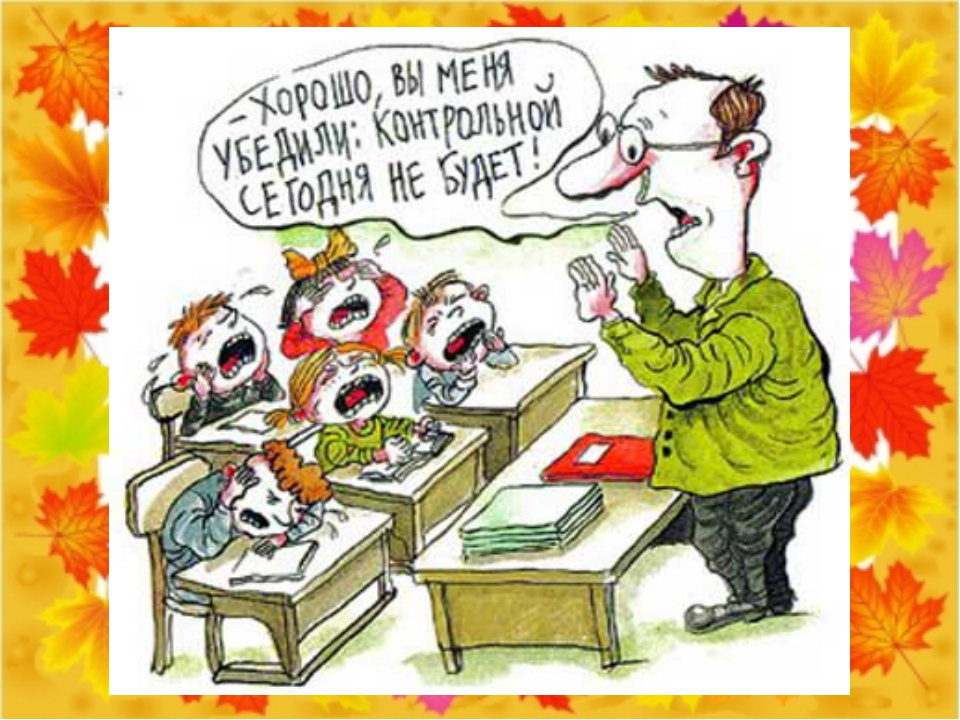 – ХОРОШО, ВЫ МЕНЯ
УБЕДИЛИ: КОНТРОЛЬНОЙ
СЕГОДНЯ НЕ БУДЕТ!